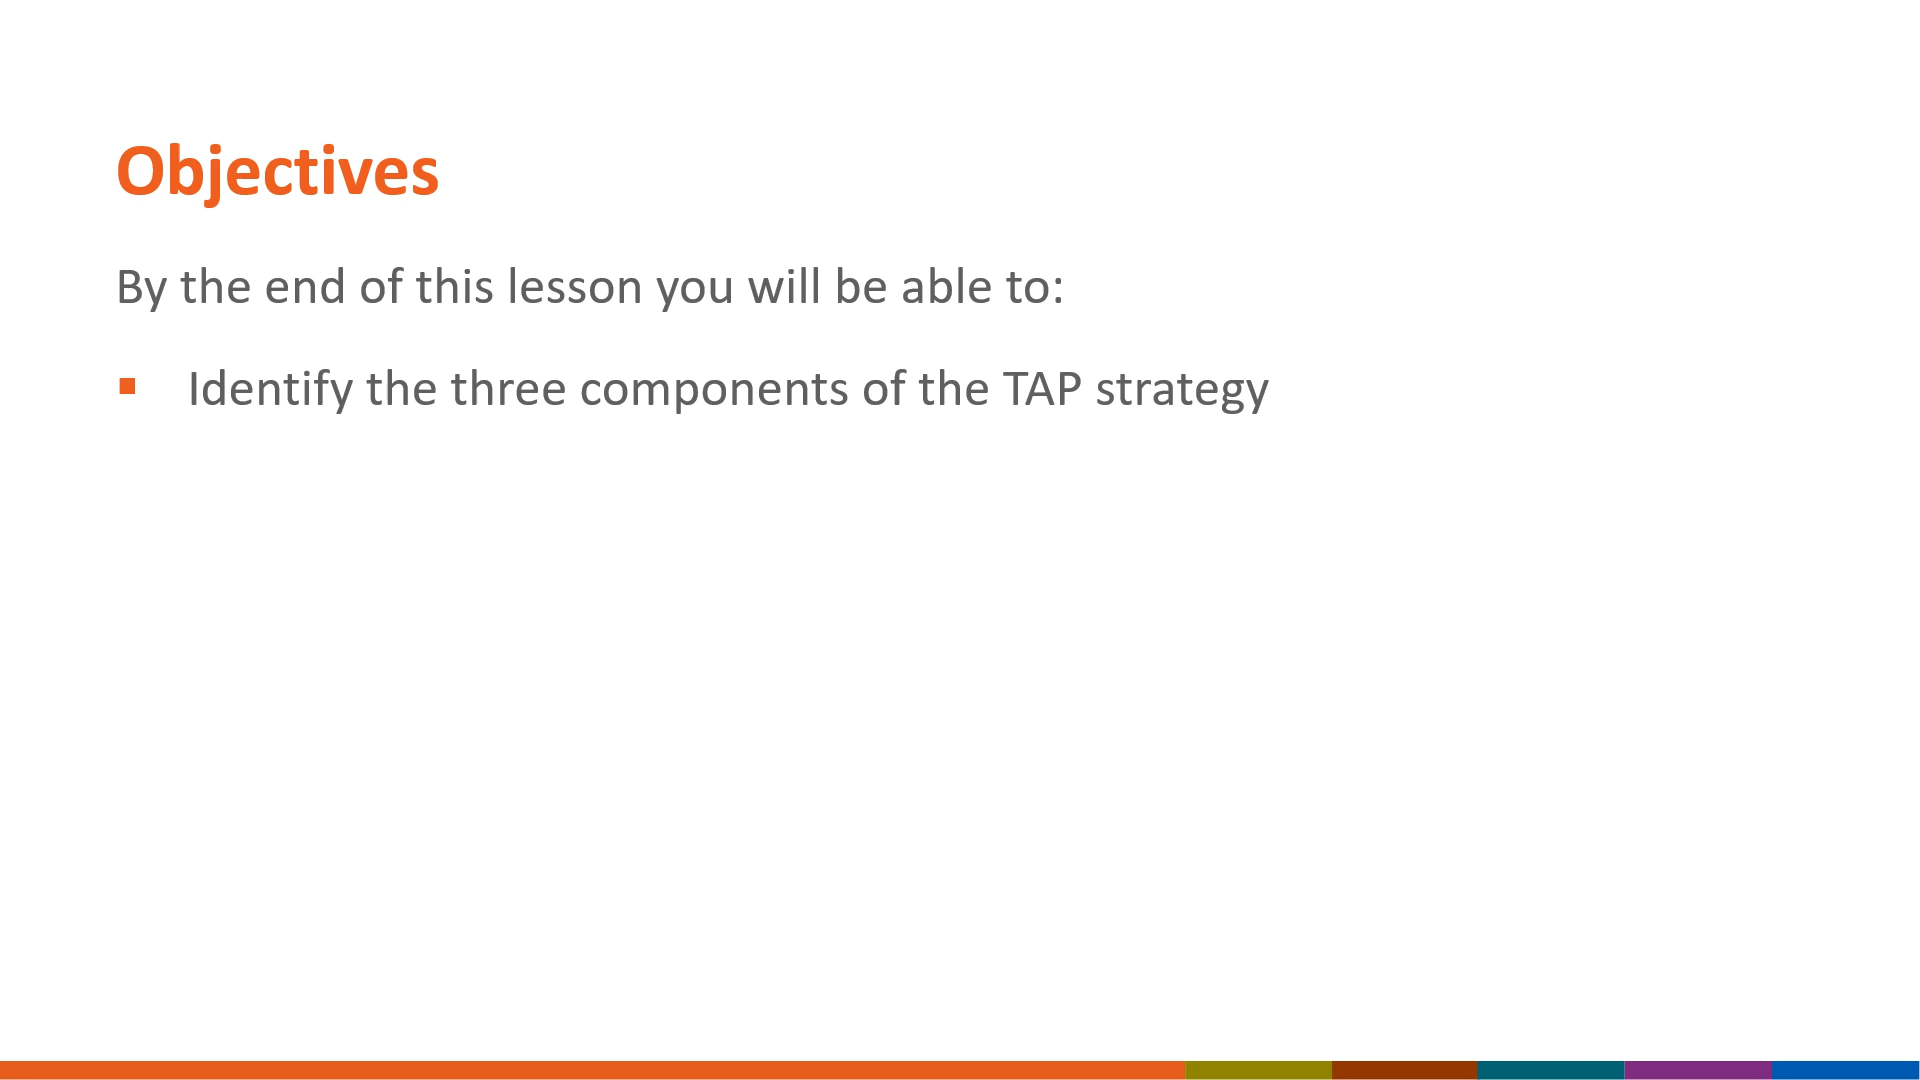 Objectives
By the end of this lesson you will be able to:
▪ Identify the three components of the TAP strategy